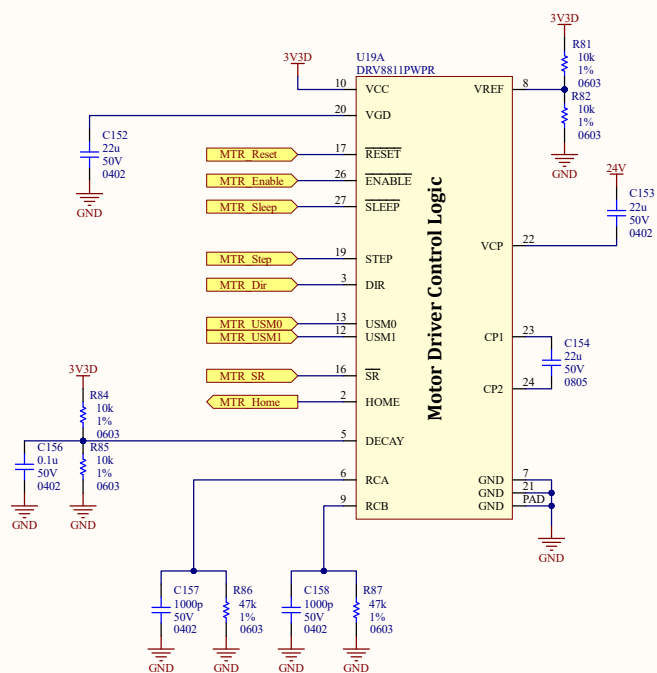 3V3D
R81
10k
1%
0603
U19A
DRV8811PWPR
3V3D
10 VCC VREF 8
R82
10k
1%
0603
20 VGD
C152
22u
50V
0402
GND
GND
MTR_Reset 17 RESET
MTR_Enable 26 ENABLE
MTR_Sleep 27 SLEEP
24V
C153
22u
50V
0402
Motor Driver Control Logic
VCP 22
MTR_Step 19 STEP
MTR_Dir 3 DIR
MTR_USM0 13 USM0
MTR_USM1 12 USM1
CP1 23
C154
22u
50V
0805
CP2 24
MTR_SR 16 SR
MTR_Home 2 HOME
3V3D
R84
10k
1%
0603
5 DECAY
C156
0.1u
50V
0402
R85
10k
1%
0603
GND
GND
6 RCA
9 RCB
GND 7
GND 21
GND PAD
GND
C157
1000p
50V
0402
R86
47k
1%
0603
C158
1000p
50V
0402
R87
47k
1%
0603
GND
GND
GND
GND